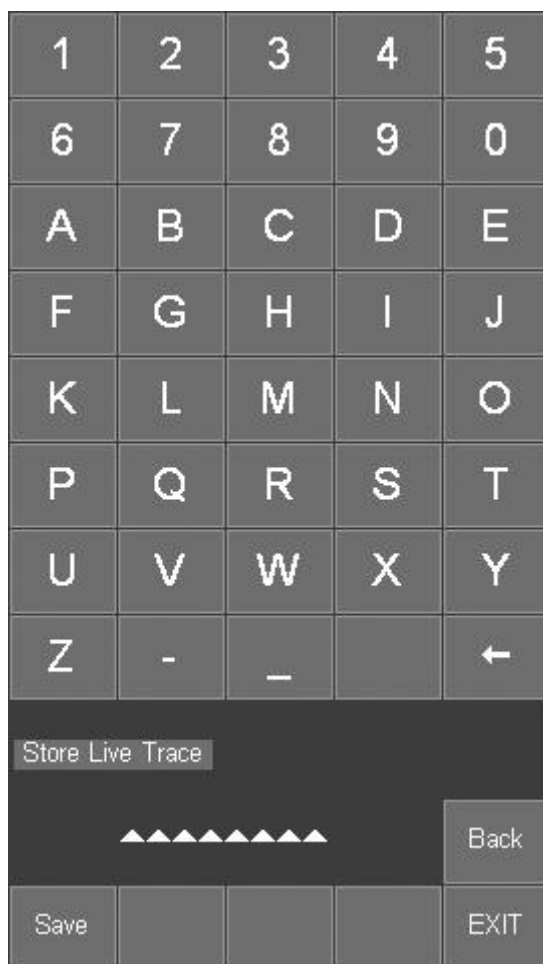 1 2 3 4 5
6 7 8 9 0
A B C D E
F G H I J
K L M N O
P Q R S T
U V W X Y
Z - _ ←
Store Live Trace
Back
Save EXIT